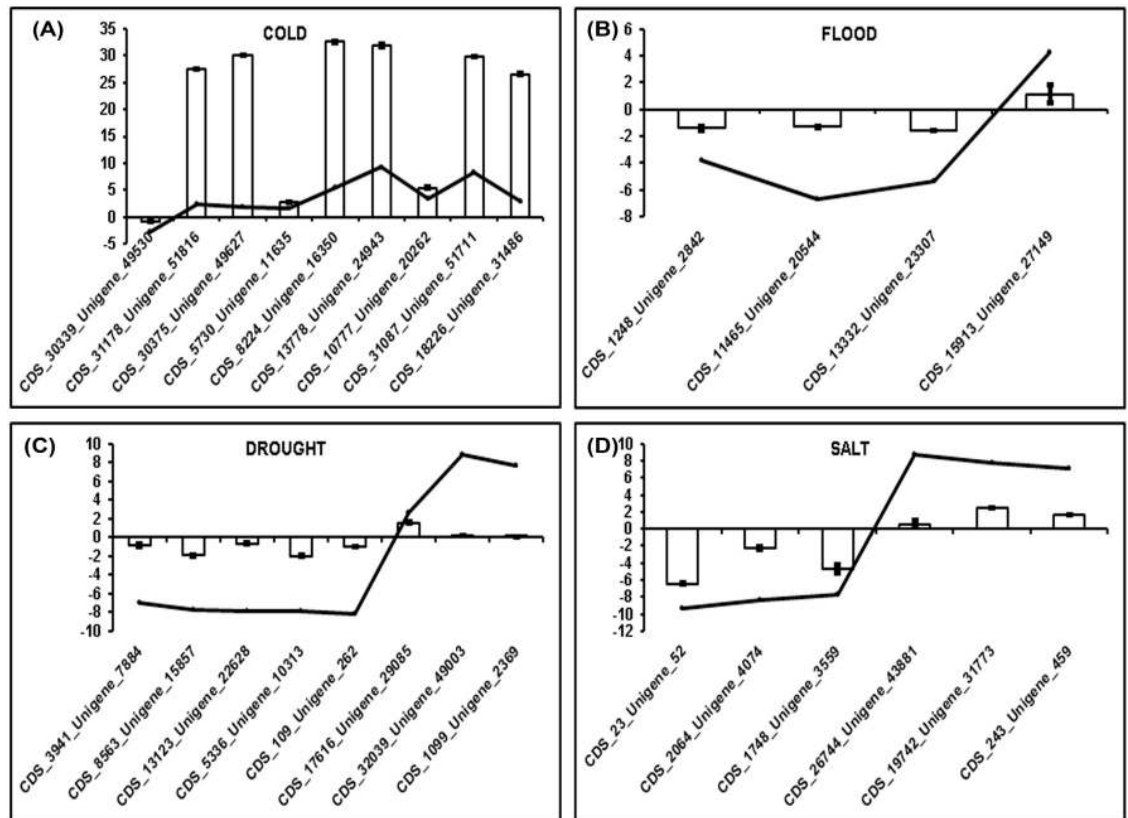 (A)
COLD
35
30
25
20
15
10
5
0
-5
CDS_30339_Unigene_49530
CDS_31178_Unigene_51816
CDS_30375_Unigene_49627
CDS_5730_Unigene_11635
CDS_8224_Unigene_16350
CDS_13778_Unigene_24943
CDS_10777_Unigene_20262
CDS_31087_Unigene_51711
CDS_18226_Unigene_31486
(B)
FLOOD
6
4
2
0
-2
-4
-6
-8
CDS_1248_Unigene_2842
CDS_11465_Unigene_20544
CDS_13332_Unigene_23307
CDS_15913_Unigene_27149
(C)
DROUGHT
10
8
6
4
2
0
-2
-4
-6
-8
-10
CDS_3941_Unigene_7884
CDS_8563_Unigene_15857
CDS_13123_Unigene_22628
CDS_5336_Unigene_10313
CDS_109_Unigene_262
CDS_17616_Unigene_29085
CDS_32039_Unigene_49003
CDS_1099_Unigene_2369
(D)
SALT
10
8
6
4
2
0
-2
-4
-6
-8
-10
-12
CDS_23_Unigene_52
CDS_2064_Unigene_4074
CDS_1748_Unigene_3559
CDS_26744_Unigene_43881
CDS_19742_Unigene_31773
CDS_243_Unigene_459